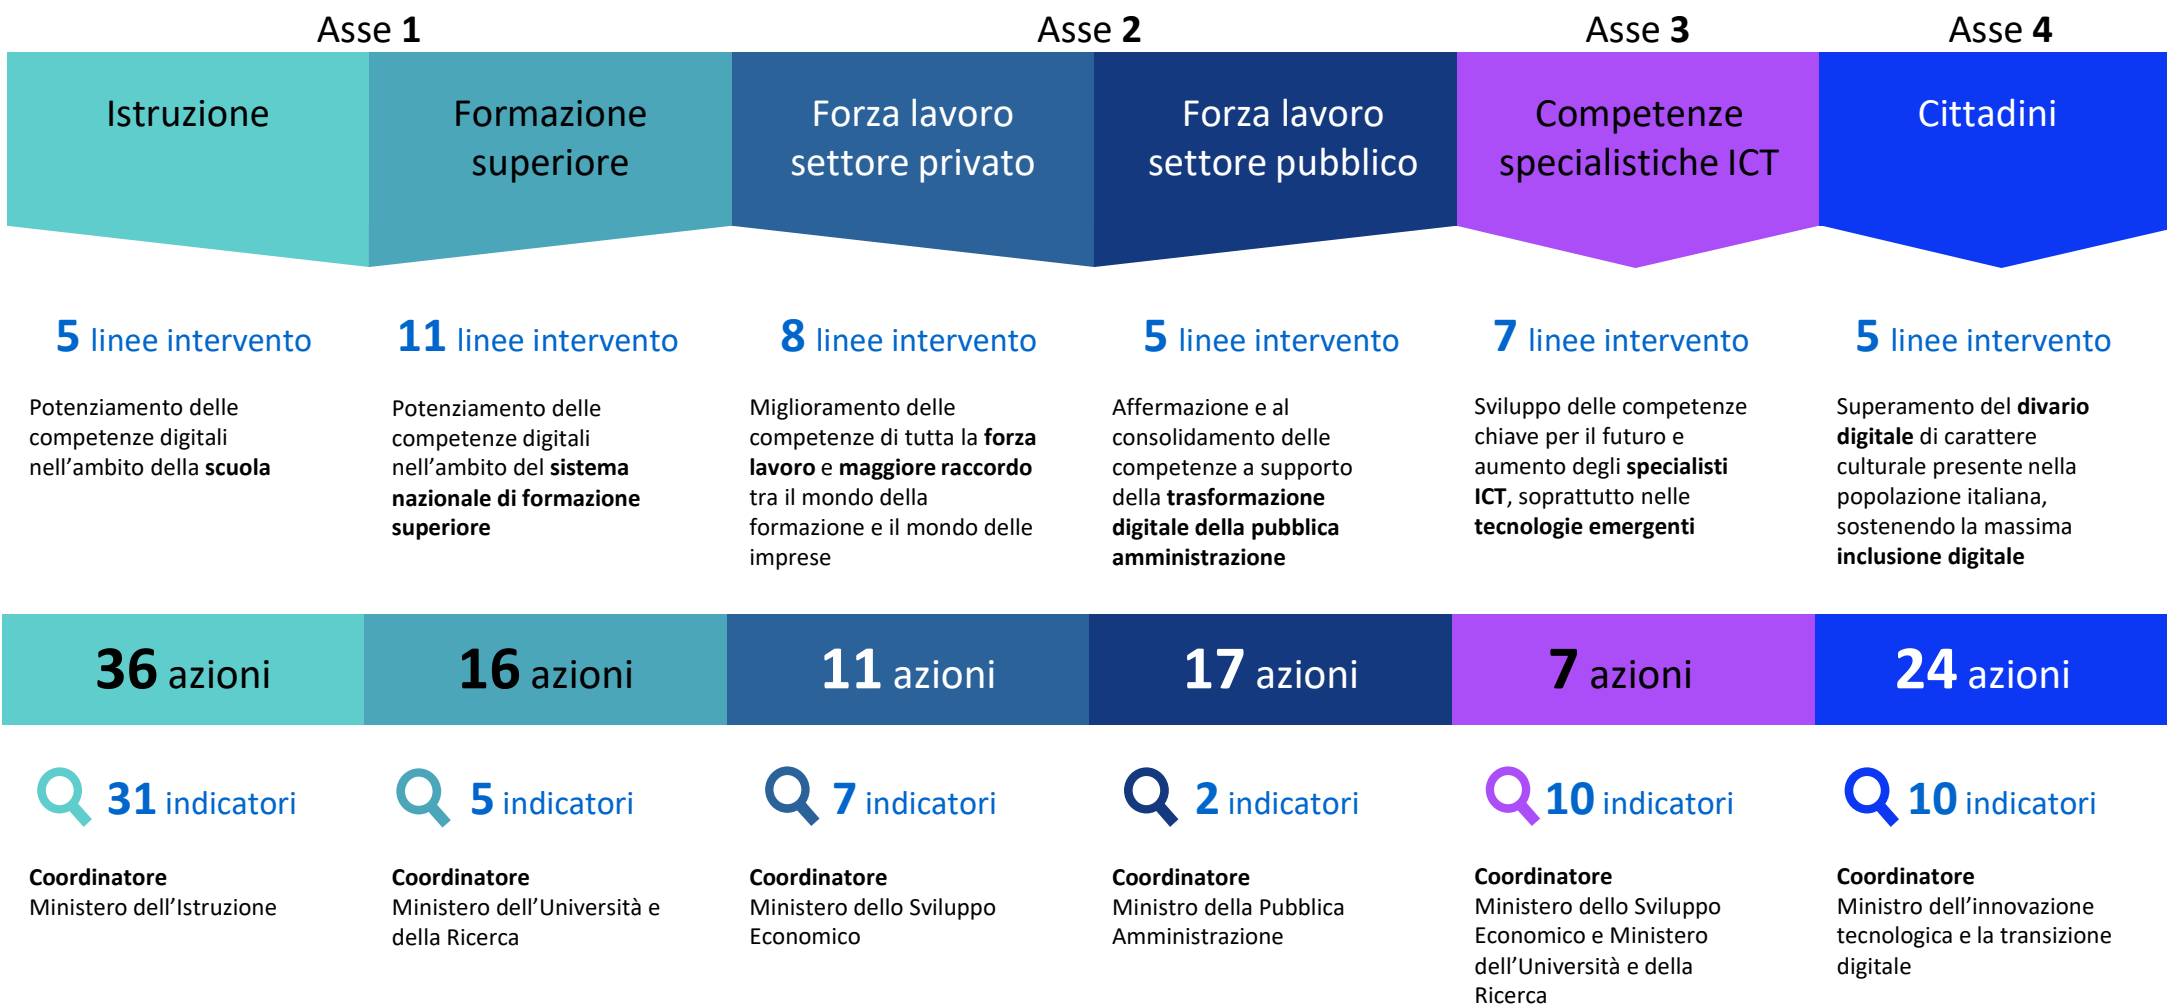 Asse 1
Asse 2
Asse 3
Asse 4
Istruzione
Formazione
superiore
Forza lavoro
settore privato
Forza lavoro
settore pubblico
Competenze
specialistiche ICT
Cittadini
5 linee intervento
11 linee intervento
8 linee intervento
5 linee intervento
7 linee intervento
5 linee intervento
Potenziamento delle
competenze digitali
nell’ambito della scuola
Potenziamento delle
competenze digitali
nell’ambito del sistema
nazionale di formazione
superiore
Miglioramento delle
competenze di tutta la forza
lavoro e maggiore raccordo
tra il mondo della
formazione e il mondo delle
imprese
Affermazione e al
consolidamento delle
competenze a supporto
della trasformazione
digitale della pubblica
amministrazione
Sviluppo delle competenze
chiave per il futuro e
aumento degli specialisti
ICT, soprattutto nelle
tecnologie emergenti
Superamento del divario
digitale di carattere
culturale presente nella
popolazione italiana,
sostenendo la massima
inclusione digitale
36 azioni
16 azioni
11 azioni
17 azioni
7 azioni
24 azioni
31 indicatori
5 indicatori
7 indicatori
2 indicatori
10 indicatori
10 indicatori
Coordinatore
Ministero dell’Istruzione
Coordinatore
Ministero dell’Università e
della Ricerca
Coordinatore
Ministero dello Sviluppo
Economico
Coordinatore
Ministro della Pubblica
Amministrazione
Coordinatore
Ministero dello Sviluppo
Economico e Ministero
dell’Università e della
Ricerca
Coordinatore
Ministro dell’innovazione
tecnologica e la transizione
digitale